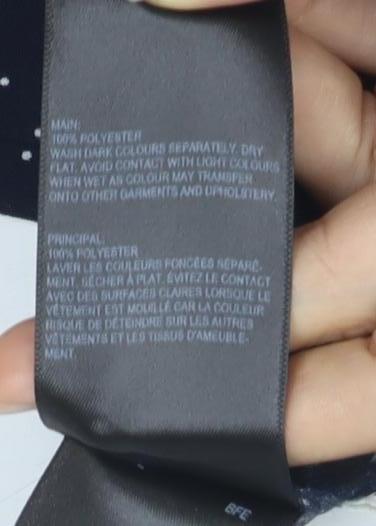 MAIN:
100% POLYESTER
WASH DARK COLOURS SEPARATELY. DRY
FLAT. AVOID CONTACT WITH LIGHT COLOURS
WHEN WET AS COLOUR MAY TRANSFER
ONTO OTHER GARMENTS AND UPHOLSTERY.
PRINCIPAL:
100% POLYESTER
LAVER LES COULEURS FONCÉES SÉPARÉ-
MENT. SÉCHER À PLAT. ÉVITEZ LE CONTACT
AVEC DES SURFACES CLAIRES LORSQUE LE
VÊTEMENT EST MOUILLÉ CAR LA COULEUR
RISQUE DE DÉTEINDRE SUR LES AUTRES
VÊTEMENTS ET LES TISSUS D'AMEUBLE-
MENT.
BFE